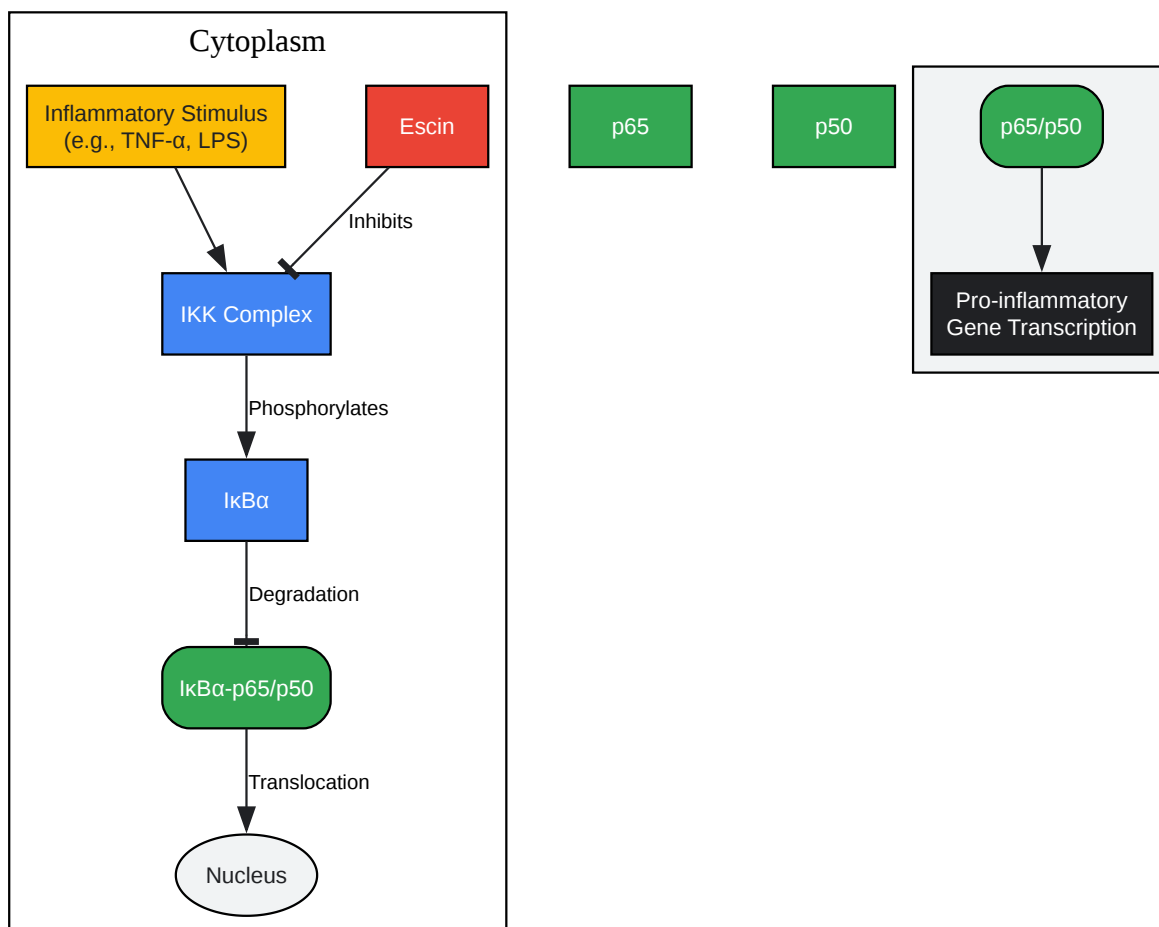 Cytoplasm
Inflammatory Stimulus
(e.g., TNF-α, LPS)
Escin
p65
p50
p65/p50
Inhibits
IKK Complex
Pro-inflammatory
Gene Transcription
Phosphorylates
IκBα
Degradation
IκBα-p65/p50
Translocation
Nucleus